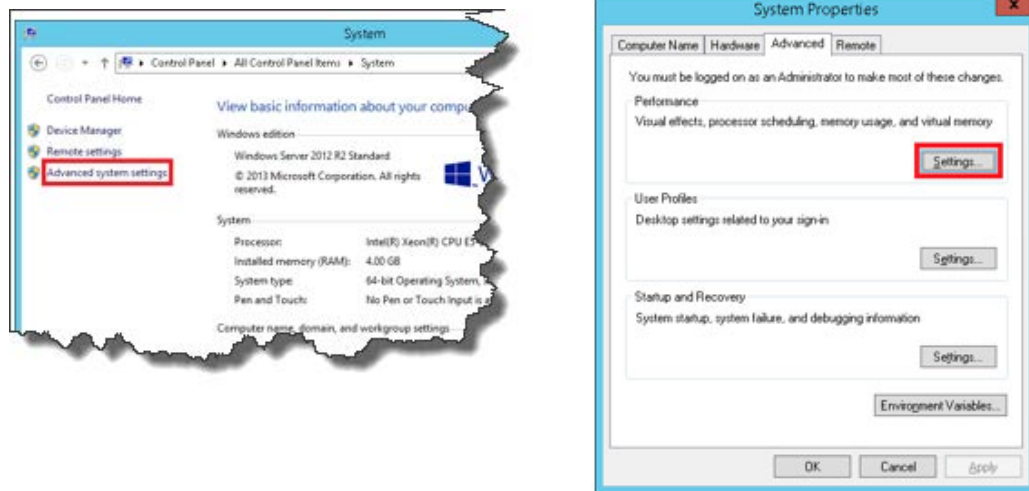 System
Control Panel ▸ All Control Panel Items ▸ System
Control Panel Home
Device Manager
Remote settings
Advanced system settings
View basic information about your
Windows edition
Windows Server 2012 R2 Standard
© 2013 Microsoft Corporation. All rights
reserved.
System
Processor: Intel(R) Xeon(R) CPU
Installed memory (RAM): 4.00 GB
System type: 64-bit Operating System,
Pen and Touch: No Pen or Touch Input is
Computer name, domain, and workgroup settings
System Properties
x
Computer Name Hardware Advanced Remote
You must be logged on as an Administrator to make most of these changes.
Performance
Visual effects, processor scheduling, memory usage, and virtual memory
Settings...
User Profiles
Desktop settings related to your sign-in
Settings...
Startup and Recovery
System startup, system failure, and debugging information
Settings...
Environment Variables...
OK Cancel Apply